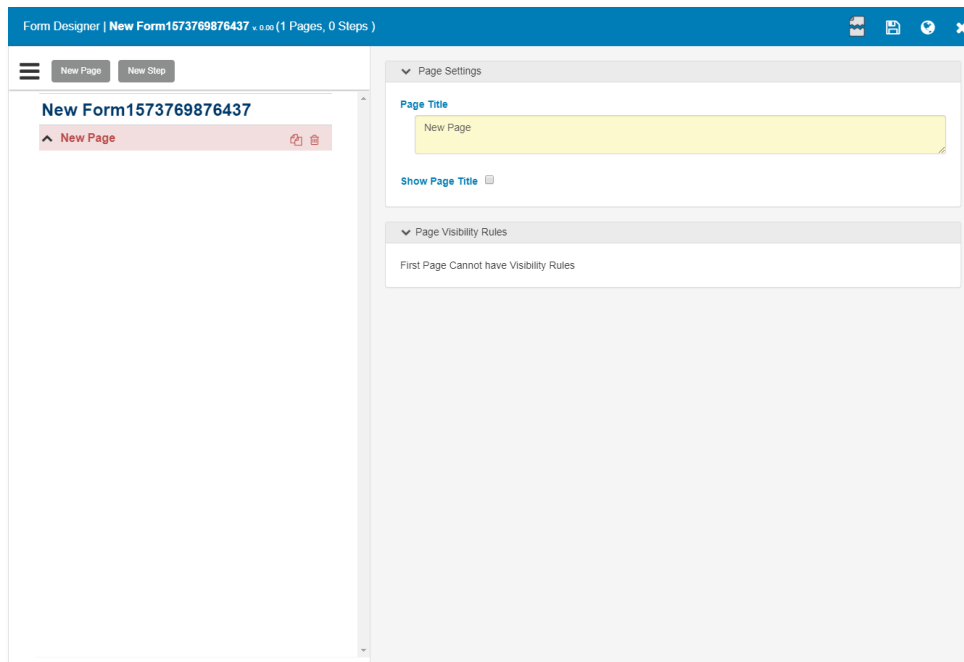 Form Designer | New Form1573769876437 v. 0.00 (1 Pages, 0 Steps )
New Page
New Step
New Form1573769876437
New Page
Page Settings
Page Title
New Page
Show Page Title
Page Visibility Rules
First Page Cannot have Visibility Rules